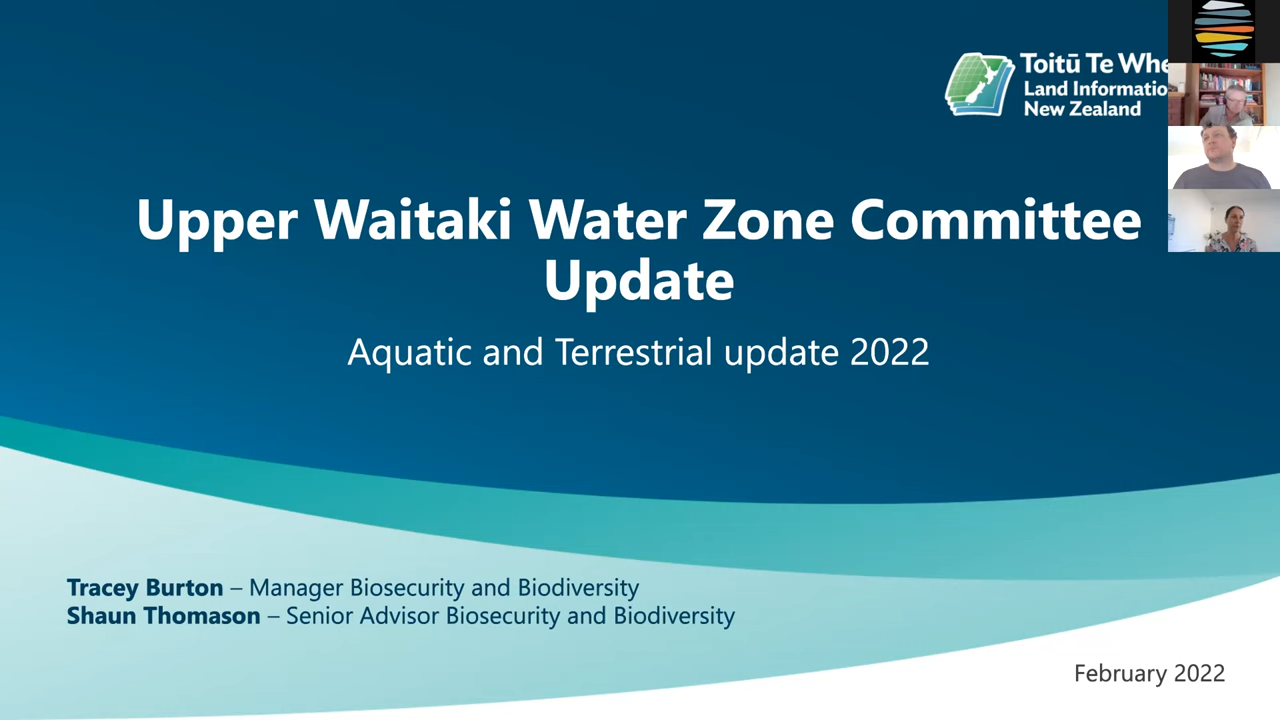 Toitū Te Whe
Land Informatio
New Zealand
Upper Waitaki Water Zone Committee
Update
Aquatic and Terrestrial update 2022
Tracey Burton – Manager Biosecurity and Biodiversity
Shaun Thomason – Senior Advisor Biosecurity and Biodiversity
February 2022